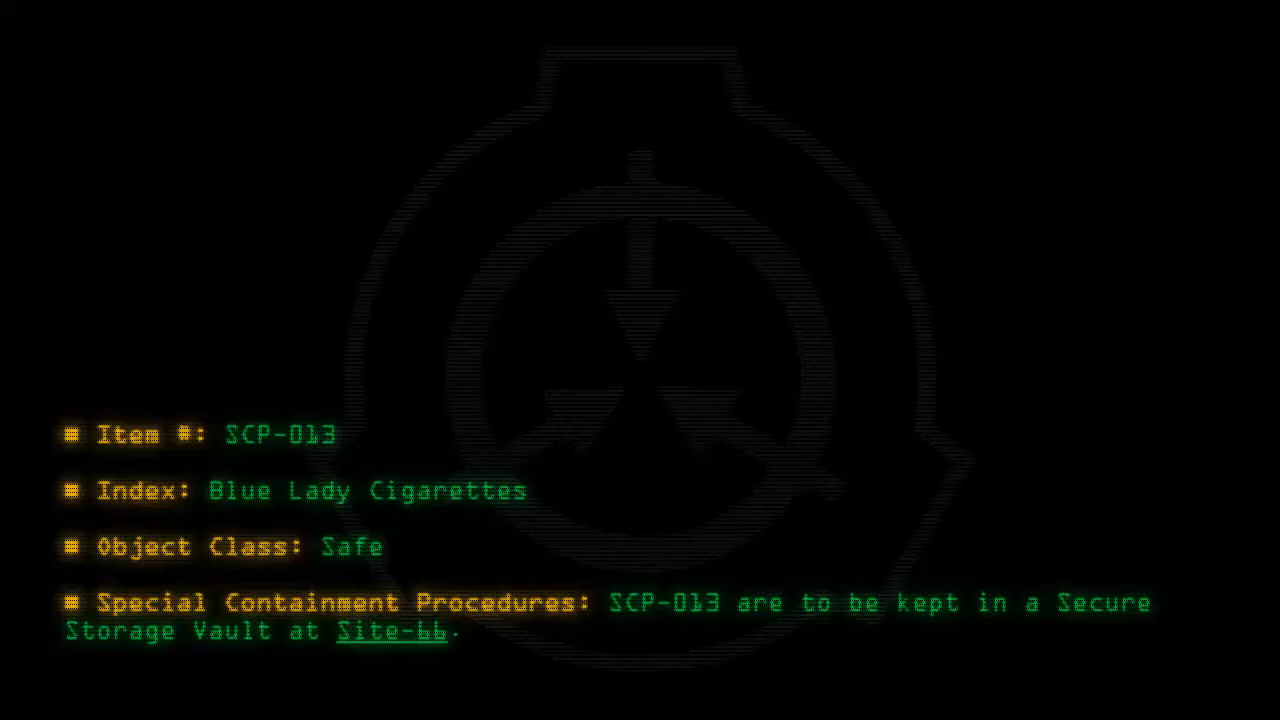 ■ Item #: SCP-013
■ Index: Blue Lady Cigarettes
■ Object Class: Safe
■ Special Containment Procedures: SCP-013 are to be kept in a Secure
Storage Vault at Site-66.